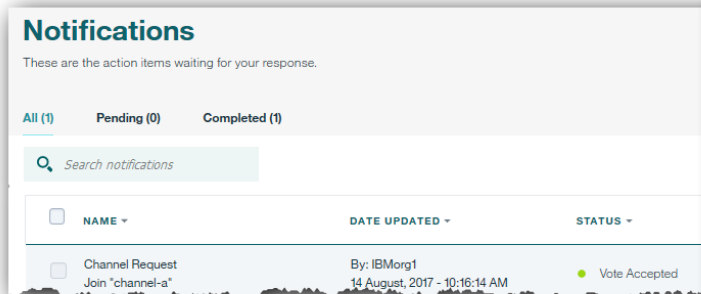 Notifications
These are the action items waiting for your response.
All (1) Pending (0) Completed (1)
Search notifications
NAME DATE UPDATED STATUS
Channel Request By: IBMorg1
Join "channel-a" 14 August, 2017 - 10:16:14 AM Vote Accepted